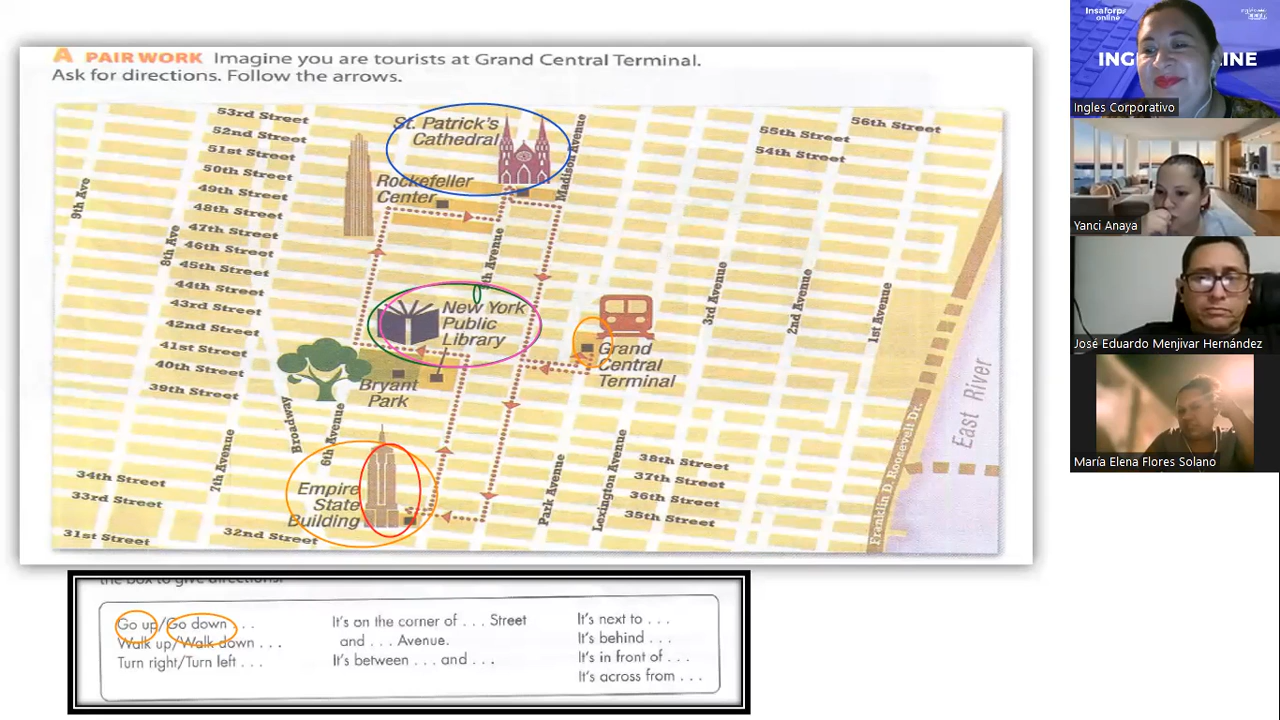 A PAIR WORK Imagine you are tourists at Grand Central Terminal.
Ask for directions. Follow the arrows.
53rd Street
52nd Street
51st Street
50th Street
49th Street
48th Street
47th Street
46th Street
45th Street
44th Street
43rd Street
42nd Street
41st Street
40th Street
39th Street
34th Street
33rd Street
31st Street
32nd Street
9th Ave
8th Ave
7th Avenue
Broadway
6th Avenue
5th Avenue
Madison Avenue
Park Avenue
Lexington Avenue
3rd Avenue
2nd Avenue
1st Avenue
56th Street
55th Street
54th Street
38th Street
37th Street
36th Street
35th Street
Franklin D. Roosevelt Dr.
East River
St. Patrick's
Cathedral
Rockefeller
Center
New York
Public
Library
Grand
Central
Terminal
Bryant
Park
Empire
State
Building
the box to give directions.
Go up/Go down . . .
Walk up/Walk down . . .
Turn right/Turn left . . .
It's on the corner of . . . Street
and . . . Avenue.
It's between . . . and . . .
It's next to . . .
It's behind . . .
It's in front of . . .
It's across from . . .
Insaforp
online
Ingles Corporativo
Yanci Anaya
José Eduardo Menjivar Hernández
María Elena Flores Solano